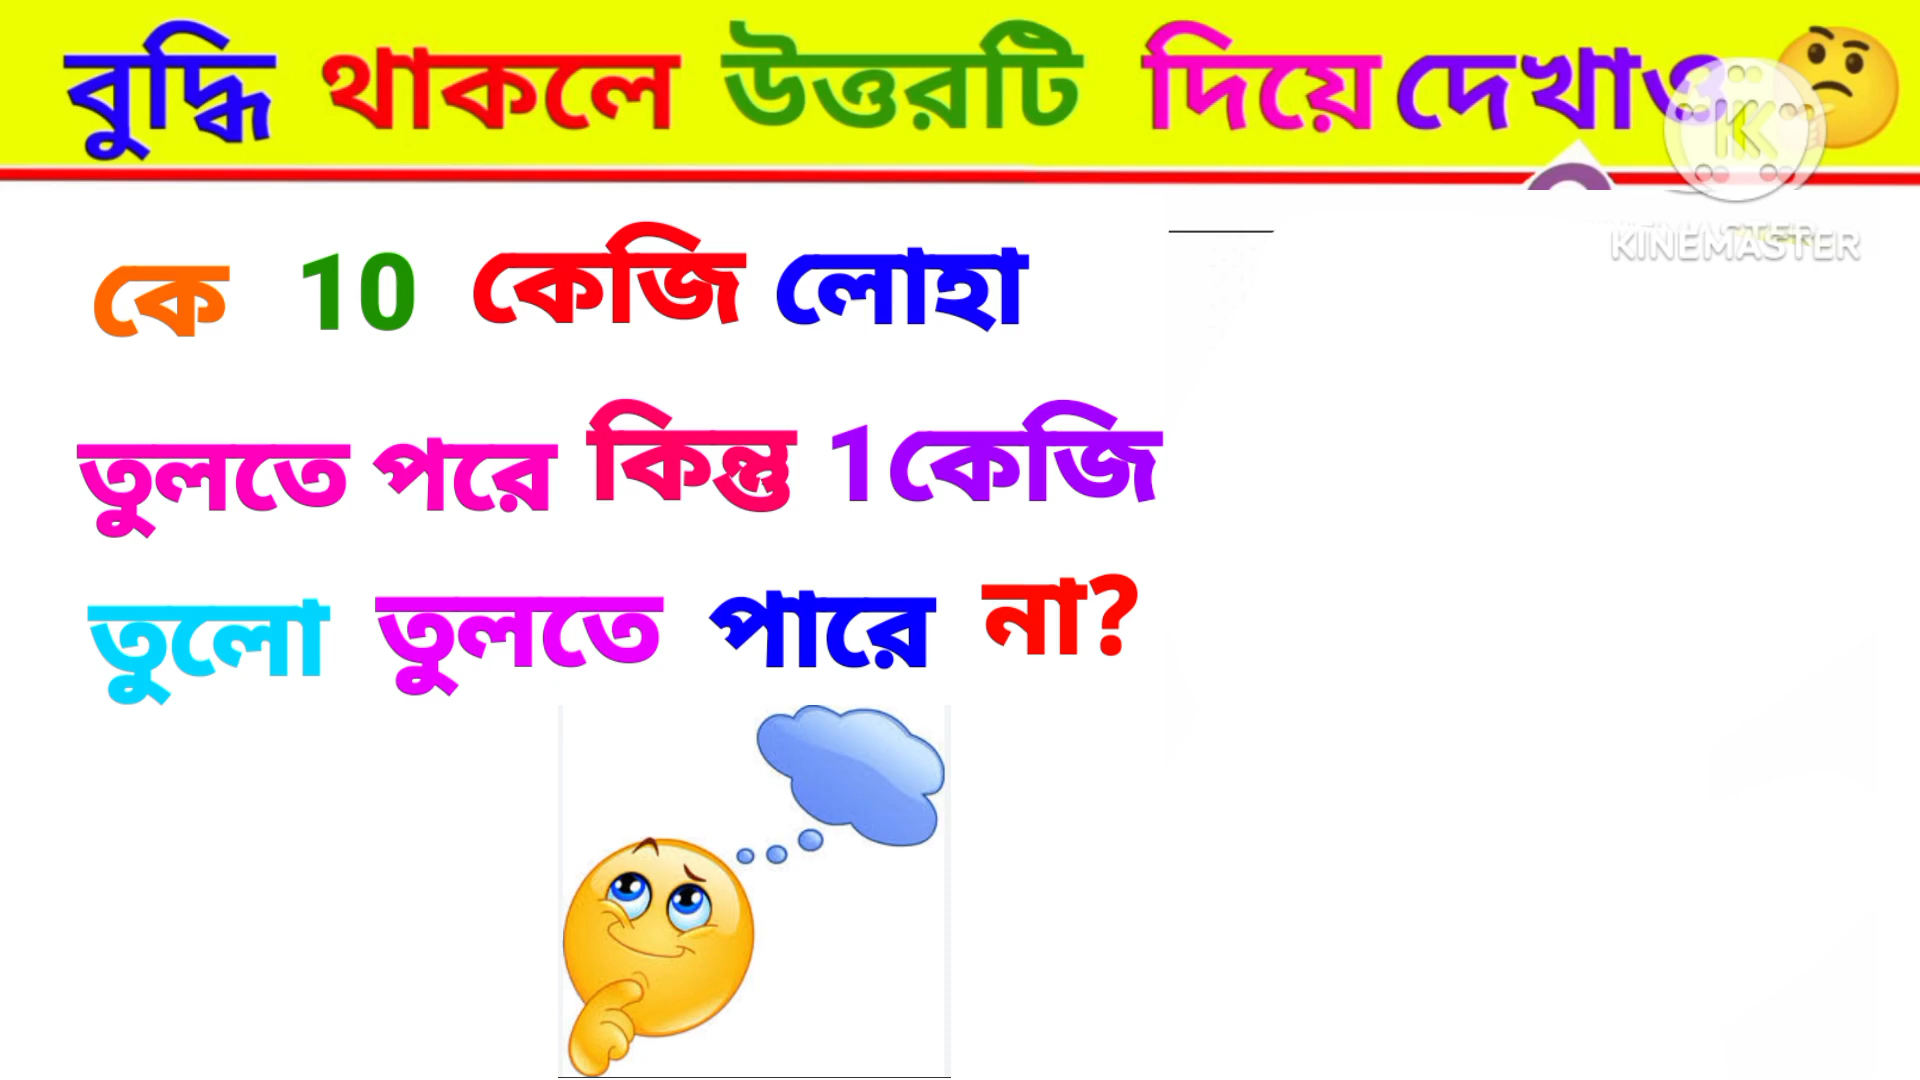 বুদ্ধি থাকলে উত্তরটি দিয়ে দেখাও
KINEMASTER
কে 10 কেজি লোহা
তুলতে পরে কিন্তু 1কেজি
তুলো তুলতে পারে না?